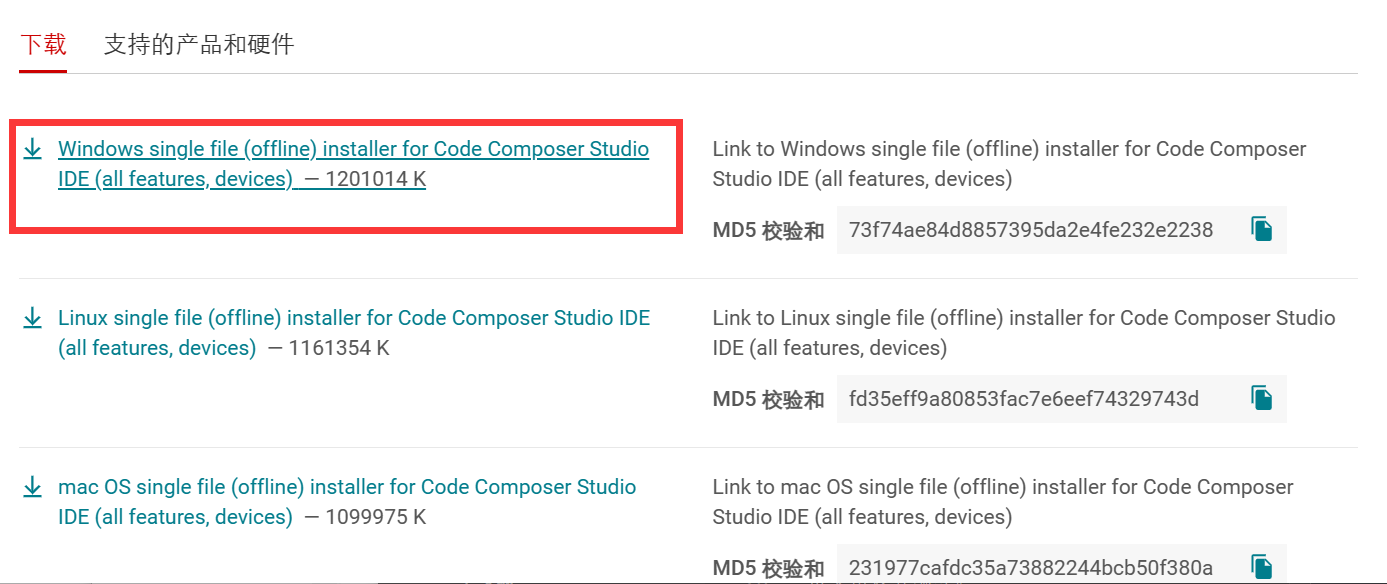 下载 支持的产品和硬件
Windows single file (offline) installer for Code Composer Studio
IDE (all features, devices) — 1201014 K
Link to Windows single file (offline) installer for Code Composer
Studio IDE (all features, devices)
MD5 校验和 73f74ae84d8857395da2e4fe232e2238
Linux single file (offline) installer for Code Composer Studio IDE
(all features, devices) — 1161354 K
Link to Linux single file (offline) installer for Code Composer Studio
IDE (all features, devices)
MD5 校验和 fd35eff9a80853fac7e6eef74329743d
mac OS single file (offline) installer for Code Composer Studio
IDE (all features, devices) — 1099975 K
Link to mac OS single file (offline) installer for Code Composer
Studio IDE (all features, devices)
MD5 校验和 231977cafdc35a73882244bcb50f380a